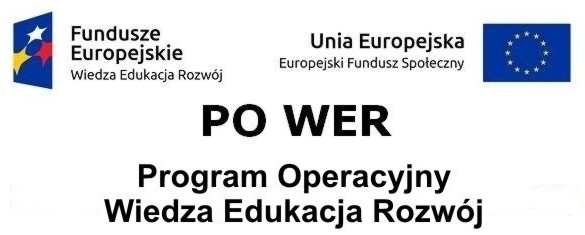 Fundusze
Europejskie
Wiedza Edukacja Rozwój
Unia Europejska
Europejski Fundusz Społeczny
PO WER
Program Operacyjny
Wiedza Edukacja Rozwój